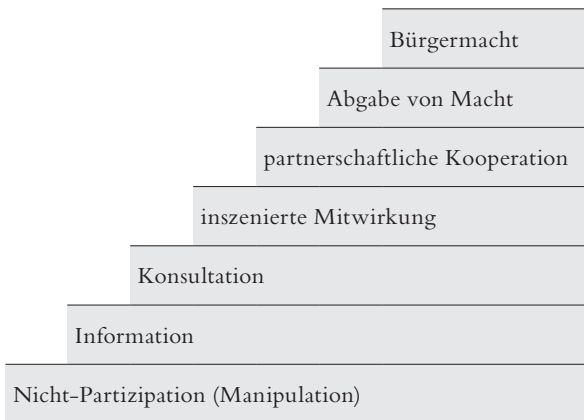 Bürgermacht
Abgabe von Macht
partnerschaftliche Kooperation
inszenierte Mitwirkung
Konsultation
Information
Nicht-Partizipation (Manipulation)